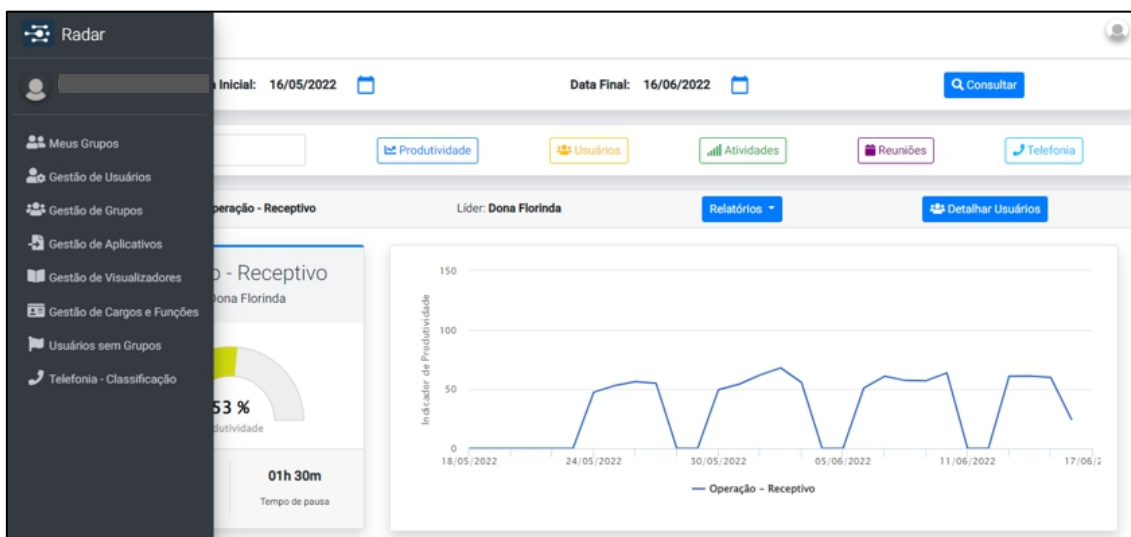 Radar
Inicial: 16/05/2022
Data Final: 16/06/2022
Consultar
Meus Grupos
Gestão de Usuários
Gestão de Grupos
Gestão de Aplicativos
Gestão de Visualizadores
Gestão de Cargos e Funções
Usuários sem Grupos
Telefonia - Classificação
Produtividade
Usuários
Atividades
Reuniões
Telefonia
peração - Receptivo
Líder: Dona Florinda
Relatórios
Detalhar Usuários
- Receptivo
Dona Florinda
53 %
dutividade
01h 30m
Tempo de pausa
Indicador de Produtividade
150
100
50
0
18/05/2022
24/05/2022
30/05/2022
05/06/2022
11/06/2022
17/06/2
Operação - Receptivo